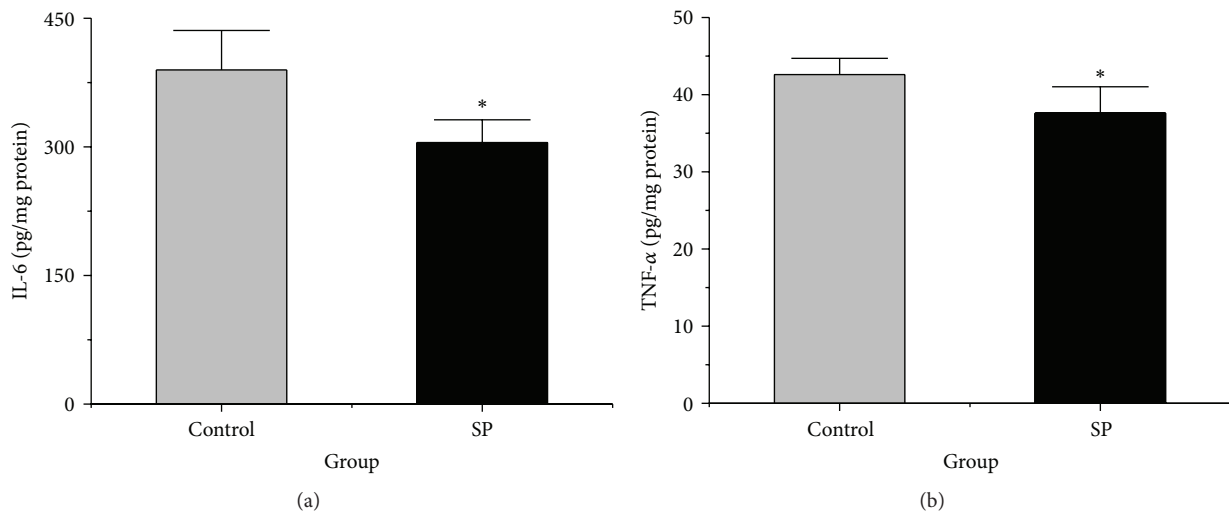 450
300
150
0
IL-6 (pg/mg protein)
*
Control
SP
Group
(a)
50
40
30
20
10
0
TNF-α (pg/mg protein)
*
Control
SP
Group
(b)